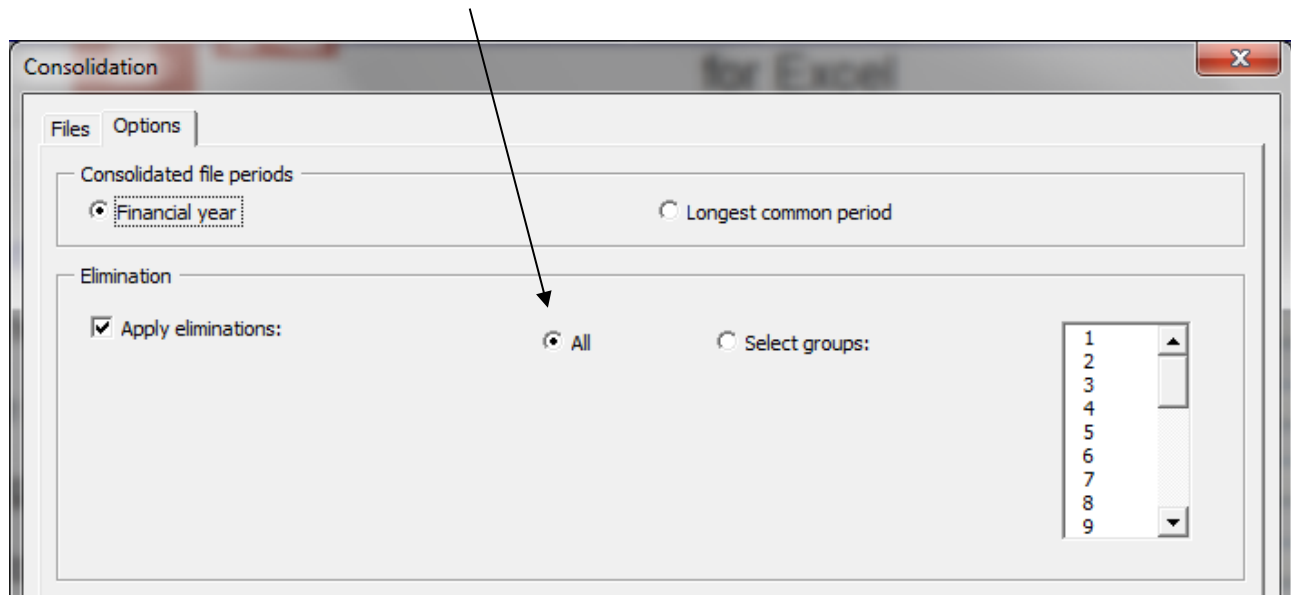 for Excel
Consolidation
Files Options
Consolidated file periods
Financial year Longest common period
Elimination
Apply eliminations: All Select groups:
1
2
3
4
5
6
7
8
9